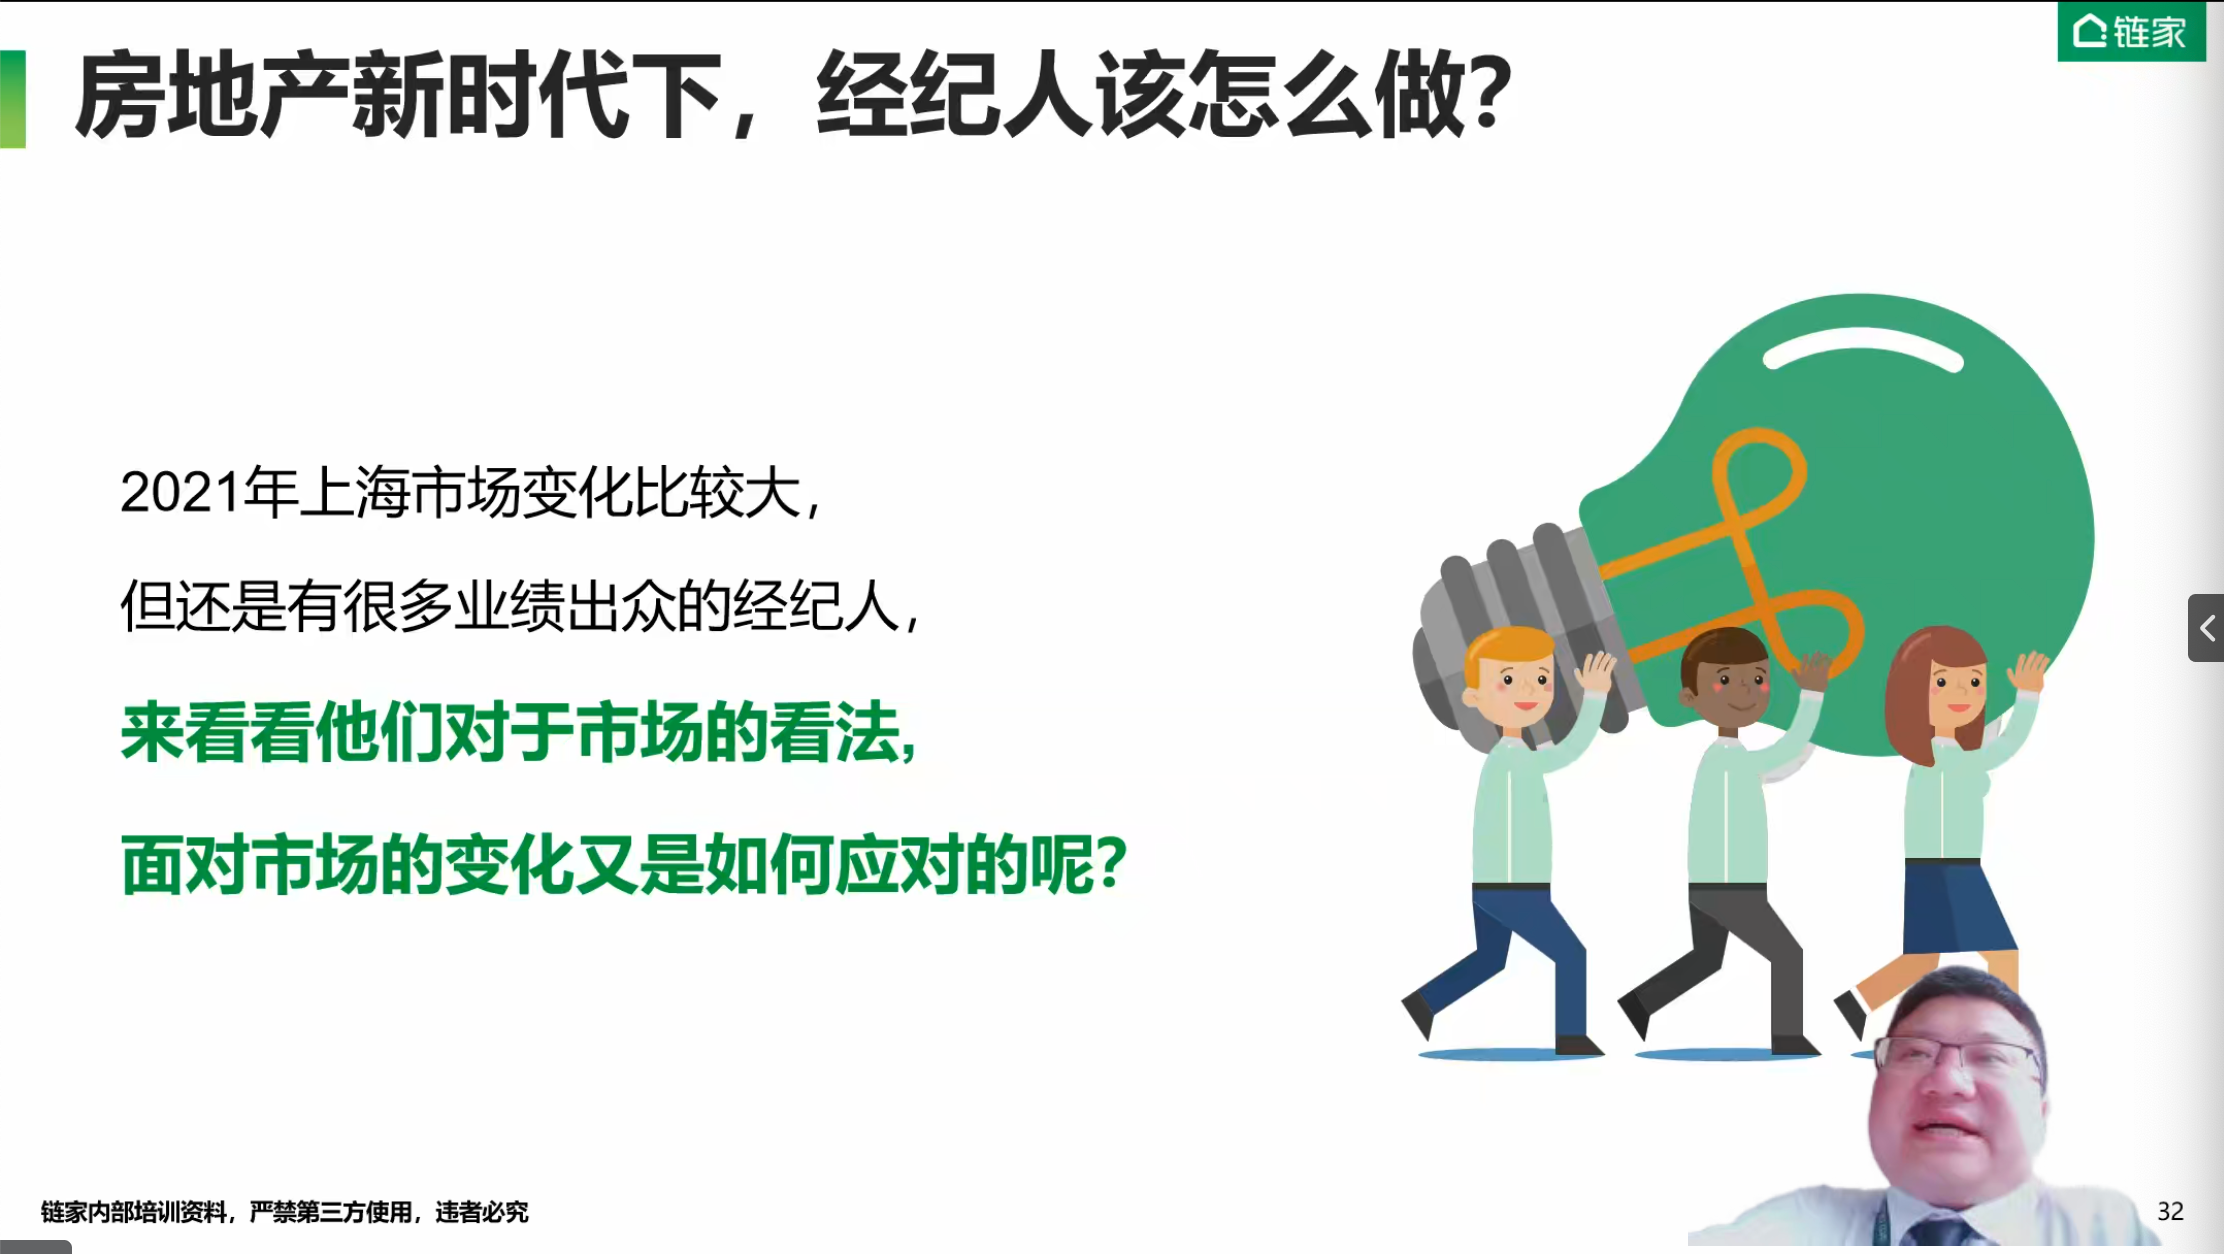 链家
房地产新时代下，经纪人该怎么做？
2021年上海市场变化比较大，
但还是有很多业绩出众的经纪人，
来看看他们对于市场的看法，
面对市场的变化又是如何应对的呢？
链家内部培训资料，严禁第三方使用，违者必究
32